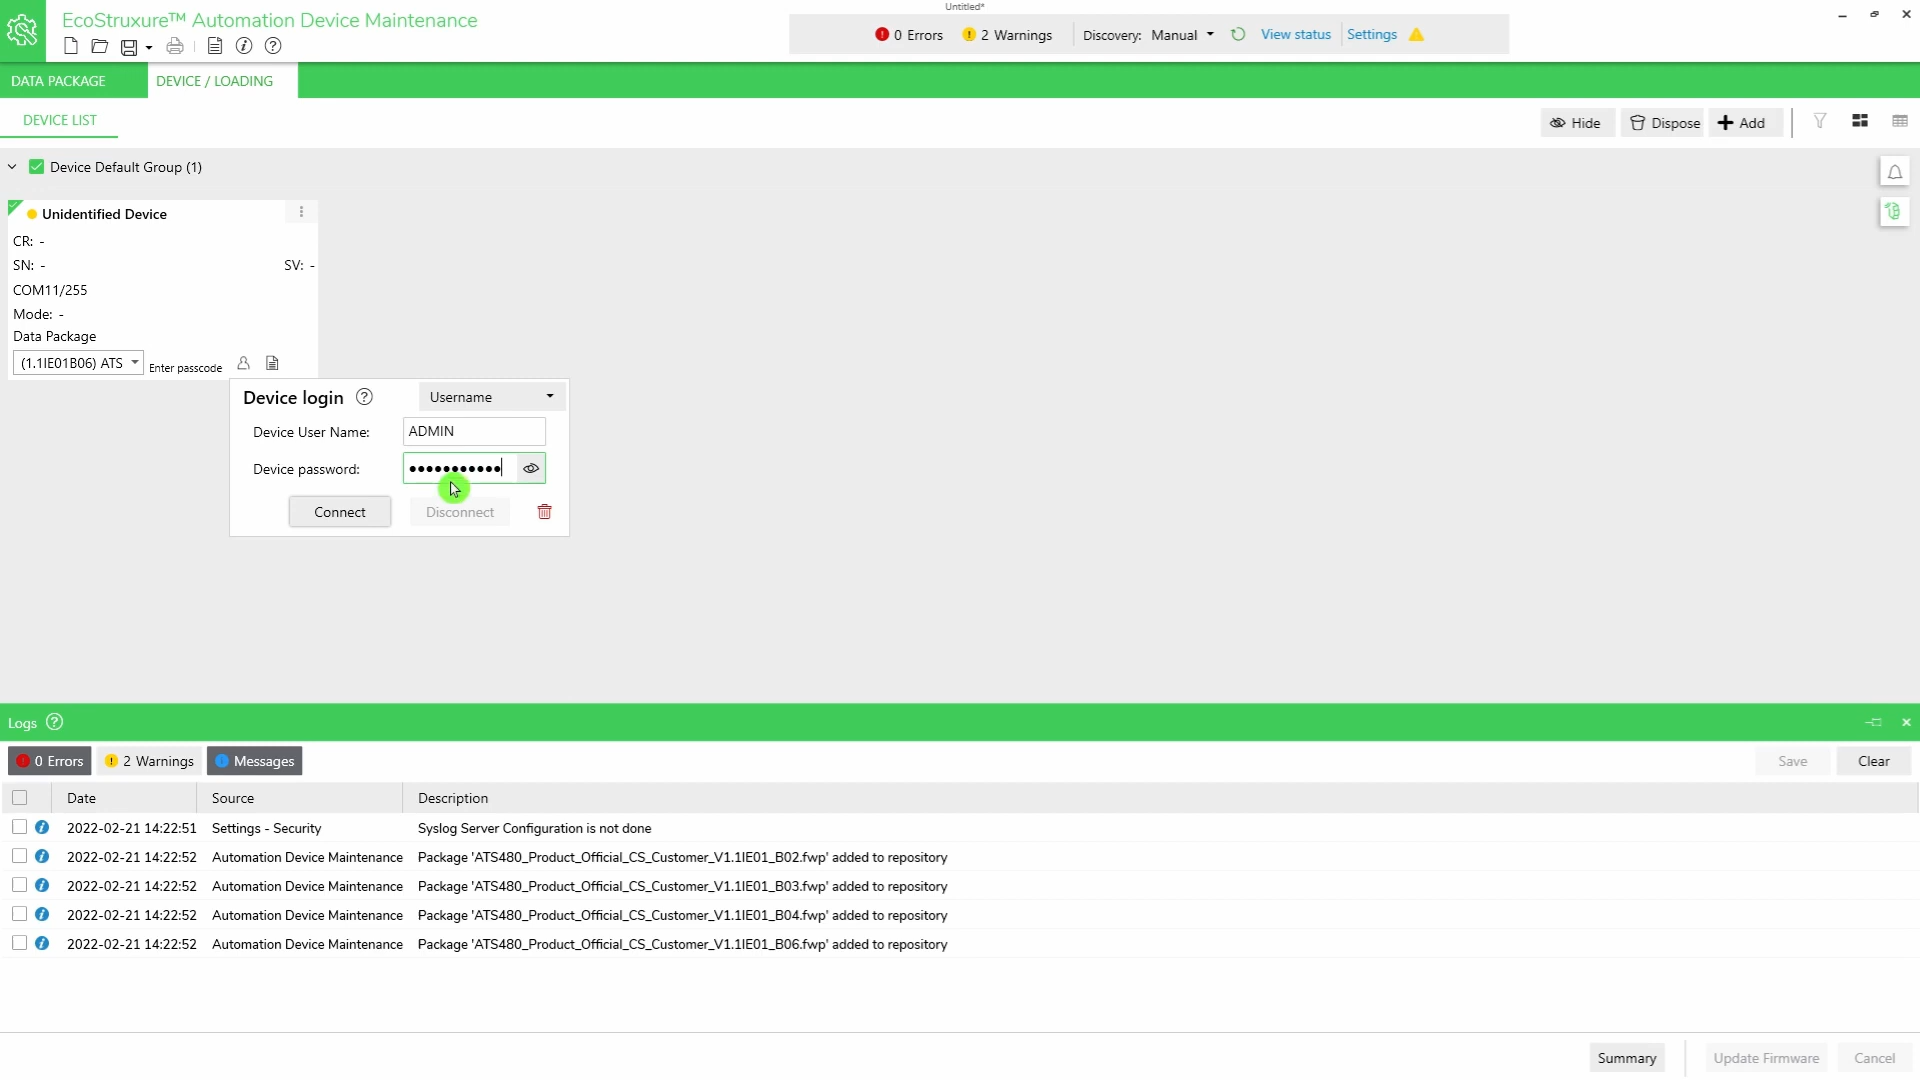 Untitled*
EcoStruxure™ Automation Device Maintenance
0 Errors 2 Warnings Discovery: Manual View status Settings
DATA PACKAGE DEVICE / LOADING
DEVICE LIST
Hide Dispose Add
Device Default Group (1)
Unidentified Device
CR: -
SN: - SV: -
COM11/255
Mode: -
Data Package
(1.1IE01B06) ATS Enter passcode
Device login ? Username
Device User Name: ADMIN
Device password: ●●●●●●●●●●●
Connect Disconnect
Logs ?
0 Errors 2 Warnings Messages Save Clear
Date Source Description
2022-02-21 14:22:51 Settings - Security Syslog Server Configuration is not done
2022-02-21 14:22:52 Automation Device Maintenance Package 'ATS480_Product_Official_CS_Customer_V1.1IE01_B02.fwp' added to repository
2022-02-21 14:22:52 Automation Device Maintenance Package 'ATS480_Product_Official_CS_Customer_V1.1IE01_B03.fwp' added to repository
2022-02-21 14:22:52 Automation Device Maintenance Package 'ATS480_Product_Official_CS_Customer_V1.1IE01_B04.fwp' added to repository
2022-02-21 14:22:52 Automation Device Maintenance Package 'ATS480_Product_Official_CS_Customer_V1.1IE01_B06.fwp' added to repository
Summary Update Firmware Cancel